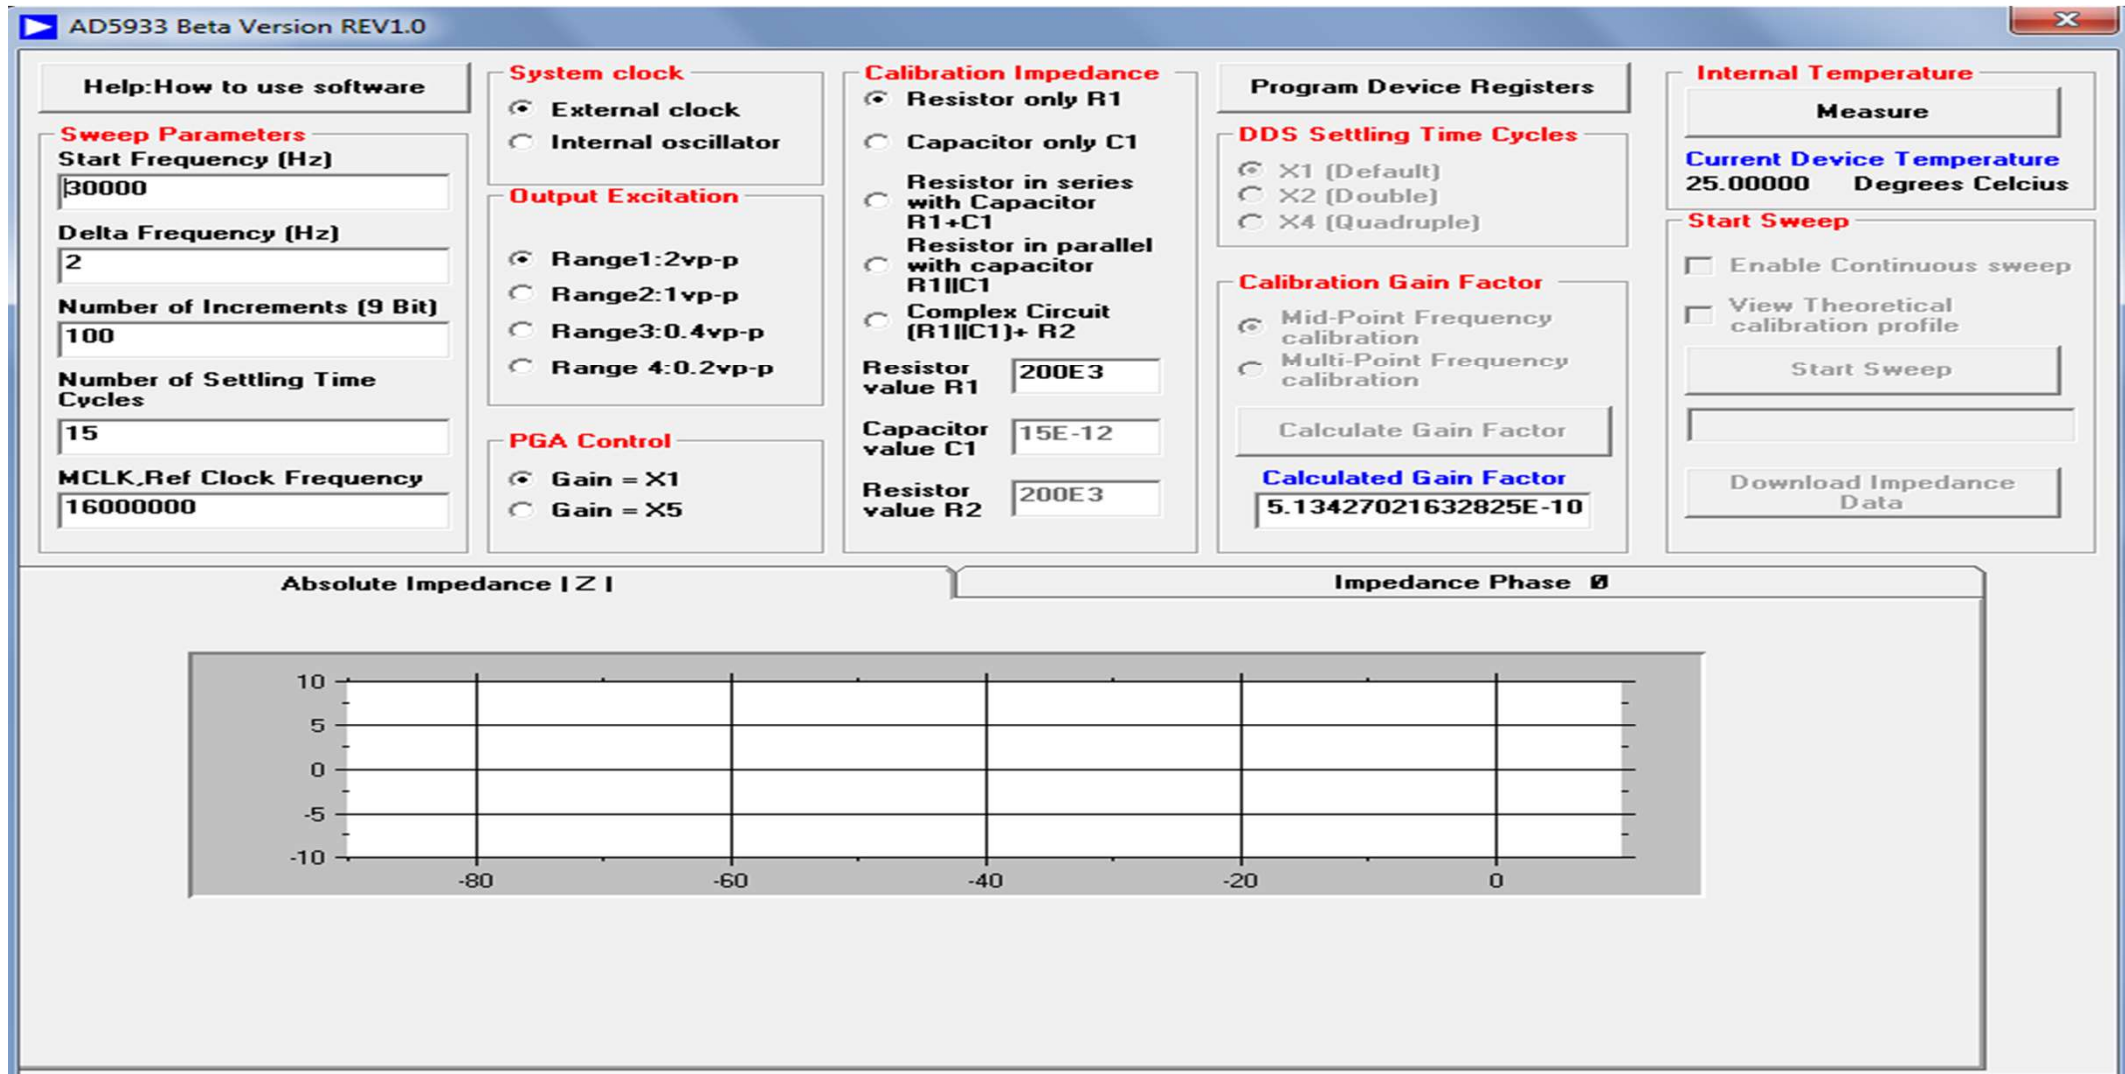 AD5933 Beta Version REV1.0
Help:How to use software
Sweep Parameters
Start Frequency (Hz)
30000
Delta Frequency (Hz)
2
Number of Increments (9 Bit)
100
Number of Settling Time
Cycles
15
MCLK,Ref Clock Frequency
16000000
System clock
External clock
Internal oscillator
Output Excitation
Range1:2vp-p
Range2:1vp-p
Range3:0.4vp-p
Range 4:0.2vp-p
PGA Control
Gain = X1
Gain = X5
Calibration Impedance
Resistor only R1
Capacitor only C1
Resistor in series
with Capacitor
R1+C1
Resistor in parallel
with capacitor
R1||C1
Complex Circuit
(R1||C1)+ R2
Resistor
value R1
200E3
Capacitor
value C1
15E-12
Resistor
value R2
200E3
Program Device Registers
DDS Settling Time Cycles
X1 (Default)
X2 (Double)
X4 (Quadruple)
Calibration Gain Factor
Mid-Point Frequency
calibration
Multi-Point Frequency
calibration
Calculate Gain Factor
Calculated Gain Factor
5.13427021632825E-10
Internal Temperature
Measure
Current Device Temperature
25.00000 Degrees Celcius
Start Sweep
Enable Continuous sweep
View Theoretical
calibration profile
Start Sweep
Download Impedance
Data
Absolute Impedance | Z |
Impedance Phase Ø
10
5
0
-5
-10
-80 -60 -40 -20 0